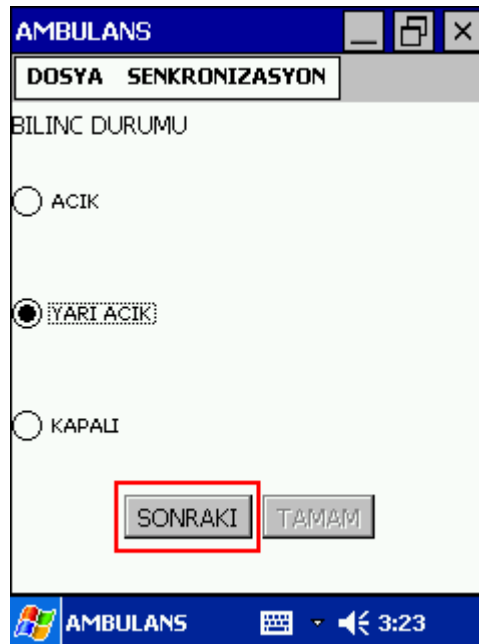 AMBULANS
DOSYA SENKRONIZASYON
BILINC DURUMU
ACIK
YARI ACIK
KAPALI
SONRAKI TAMAM
AMBULANS 3:23